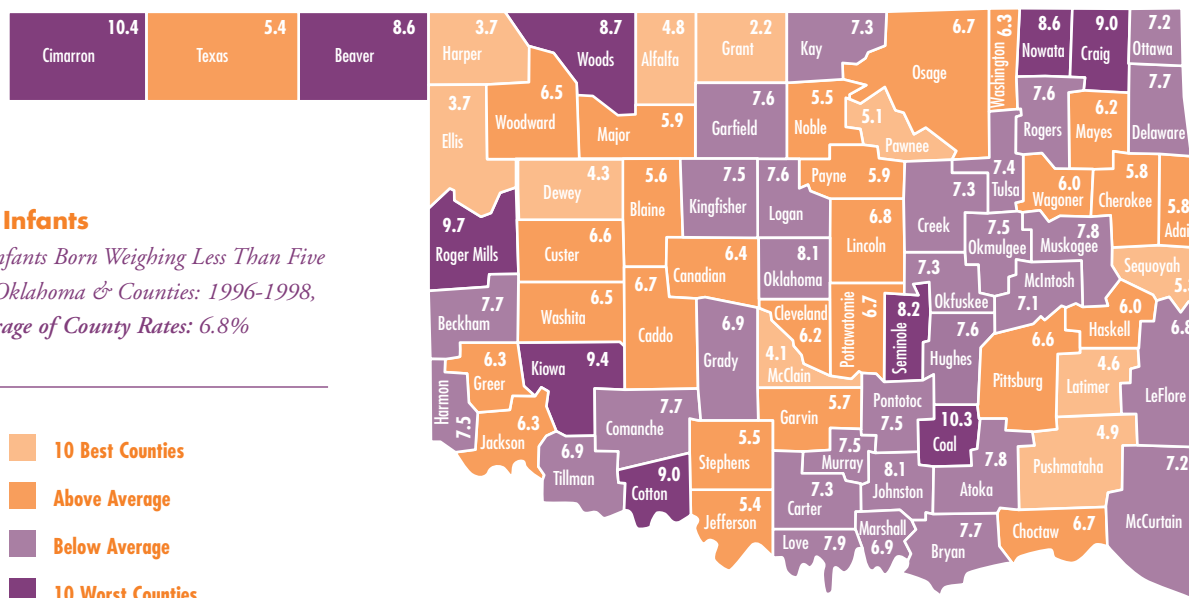 10.4
Cimarron
5.4
Texas
8.6
Beaver
3.7
Harper
8.7
Woods
4.8
Alfalfa
2.2
Grant
7.3
Kay
6.7
Osage
Washington 6.3
8.6
Nowata
9.0
Craig
7.2
Ottawa
3.7
Ellis
6.5
Woodward
5.9
Major
7.6
Garfield
5.5
Noble
5.1
Pawnee
7.6
Rogers
6.2
Mayes
7.7
Delaware
4.3
Dewey
5.6
Blaine
7.5
Kingfisher
7.6
Logan
Payne 5.9
7.3
Creek
7.4
Tulsa
6.0
Wagoner
5.8
Cherokee
5.8
9.7
Roger Mills
6.6
Custer
6.4
Canadian
8.1
Oklahoma
6.8
Lincoln
7.5
Okmulgee
7.8
Muskogee
Sequoyah
7.7
Beckham
6.5
Washita
6.7
Caddo
6.9
Grady
Cleveland
6.2
4.1
McClain
Pottawatomie 6.7
Seminole 8.2
7.3
Okfuskee
McIntosh
7.1
6.0
Haskell
7.6
Hughes
6.6
Pittsburg
4.6
Latimer
6.8
LeFlore
Harmon 7.5
6.3
Greer
Kiowa 9.4
6.3
Jackson
6.9
Tillman
7.7
Comanche
9.0
Cotton
5.5
Stephens
5.4
Jefferson
5.7
Garvin
7.5
Murray
Pontotoc
7.5
10.3
Coal
7.3
Carter
8.1
Johnston
7.8
Atoka
4.9
Pushmataha
7.2
McCurtain
Love 7.9
Marshall
6.9
7.7
Bryan
Choctaw 6.7
Infants
nfants Born Weighing Less Than Five
Oklahoma & Counties: 1996-1998,
rage of County Rates: 6.8%
10 Best Counties
Above Average
Below Average
10 Worst Counties